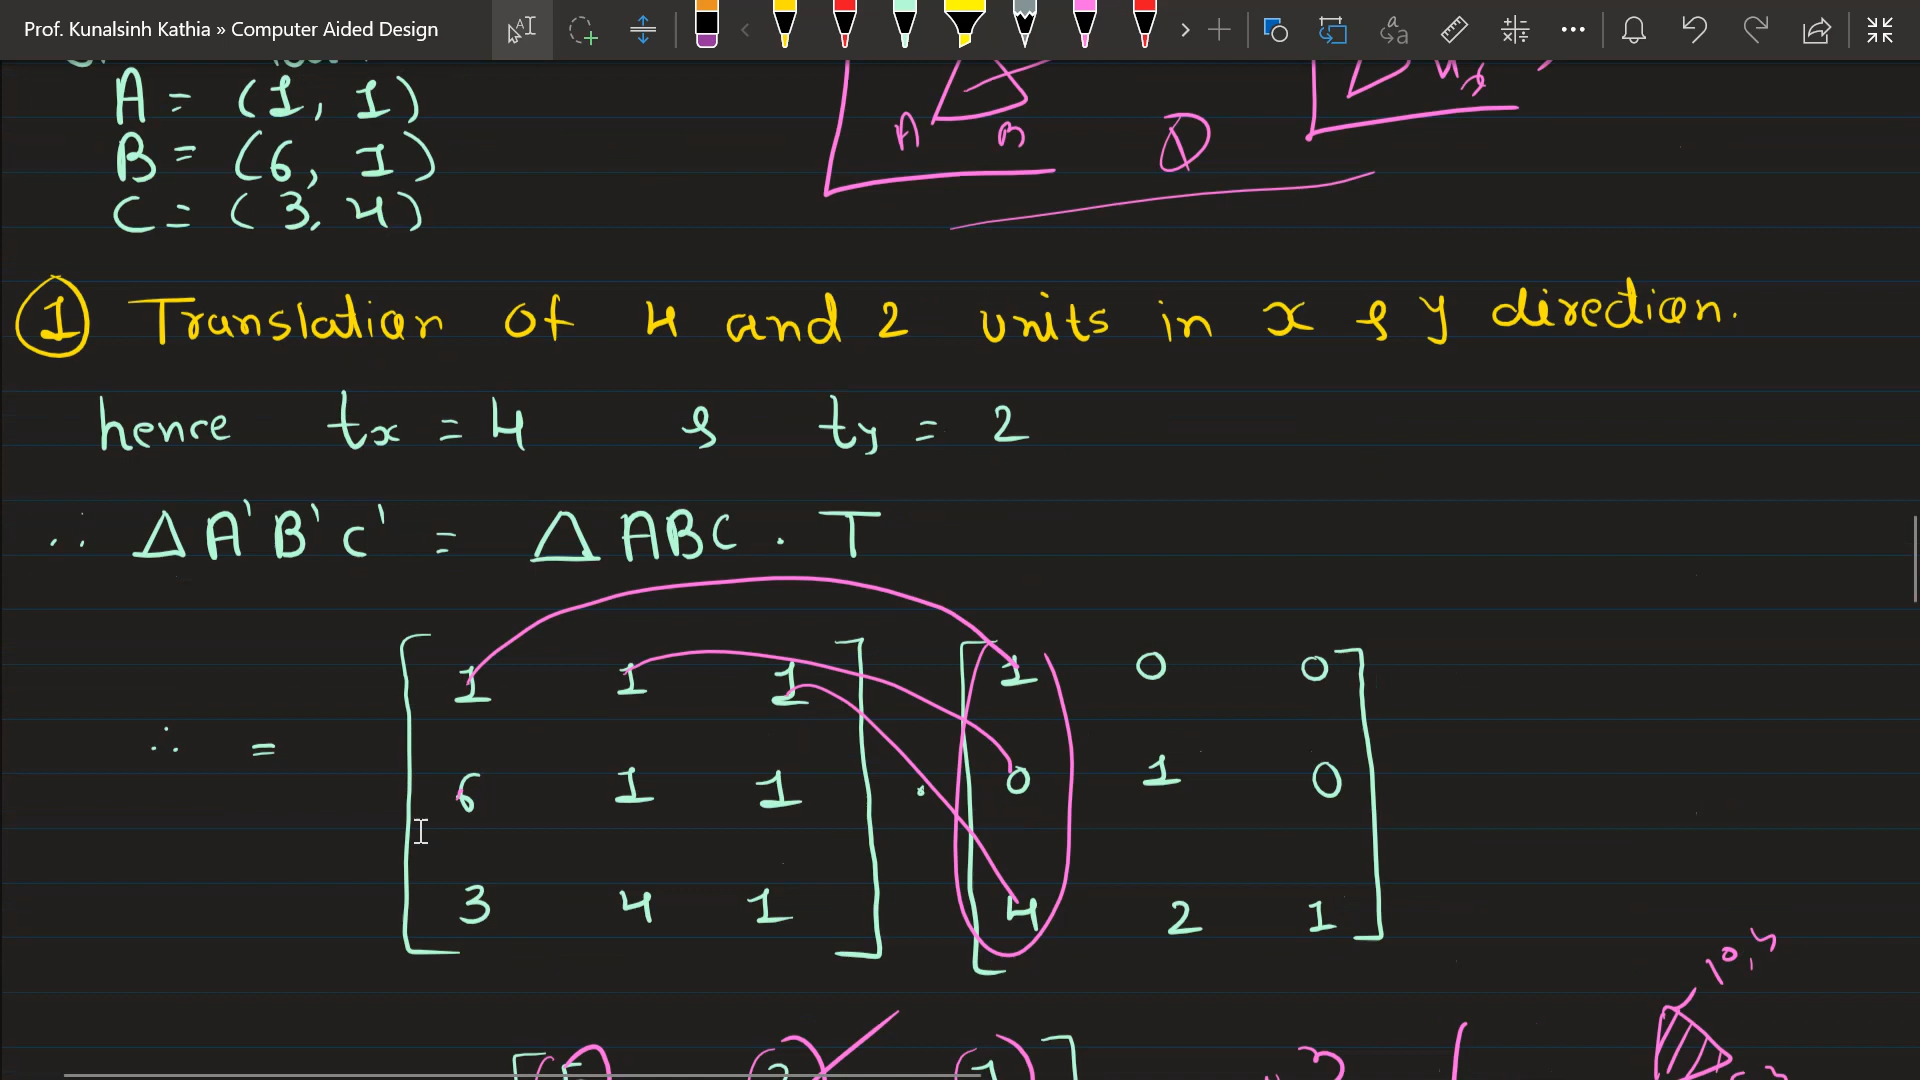 Prof. Kunalsinh Kathia » Computer Aided Design
A = (1, 1)
B = (6, 1)
C = (3, 4)
A B
① Translation of 4 and 2 units in x & y direction.
hence tx = 4 & ty = 2
∴ Δ A'B'C' = Δ ABC . T
1 1 1 1 0 0
∴ = 6 1 1 . 0 1 0
3 4 1 4 2 1